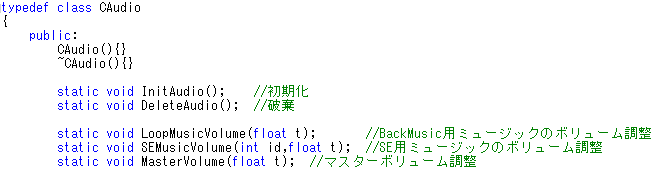 typedef class CAudio
{
public:
CAudio(){}
~CAudio(){}
static void InitAudio(); //初期化
static void DeleteAudio(); //破棄
static void LoopMusicVolume(float t); //BackMusic用ミュージックのボリューム調整
static void SEMusicVolume(int id,float t); //SE用ミュージックのボリューム調整
static void MasterVolume(float t); //マスターボリューム調整